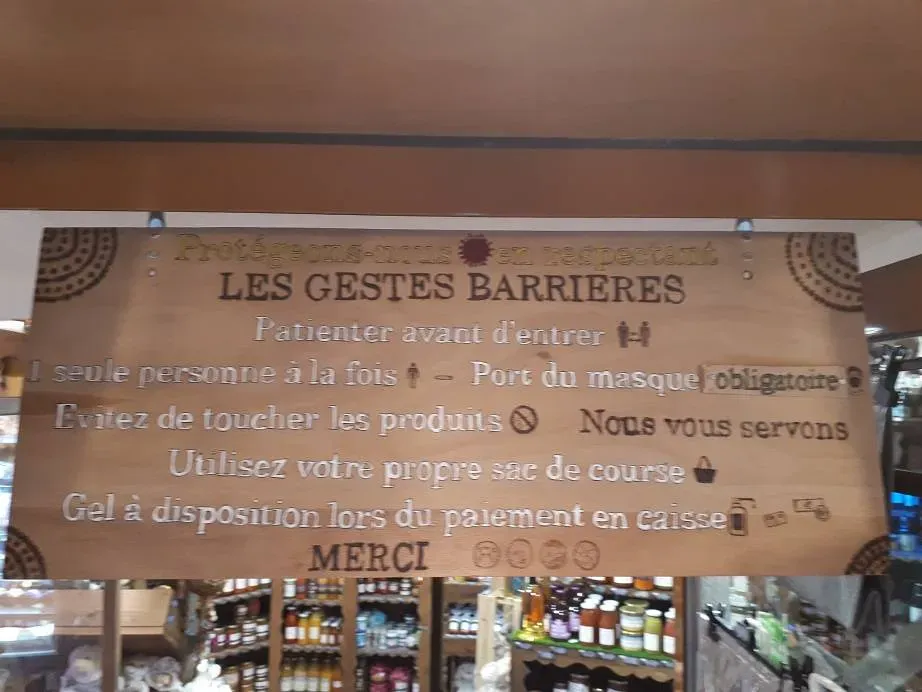 Protégeons-nous en respectant
LES GESTES BARRIERES
Patienter avant d'entrer
1 seule personne à la fois - Port du masque obligatoire
Evitez de toucher les produits Nous vous servons
Utilisez votre propre sac de course
Gel à disposition lors du paiement en caisse
MERCI